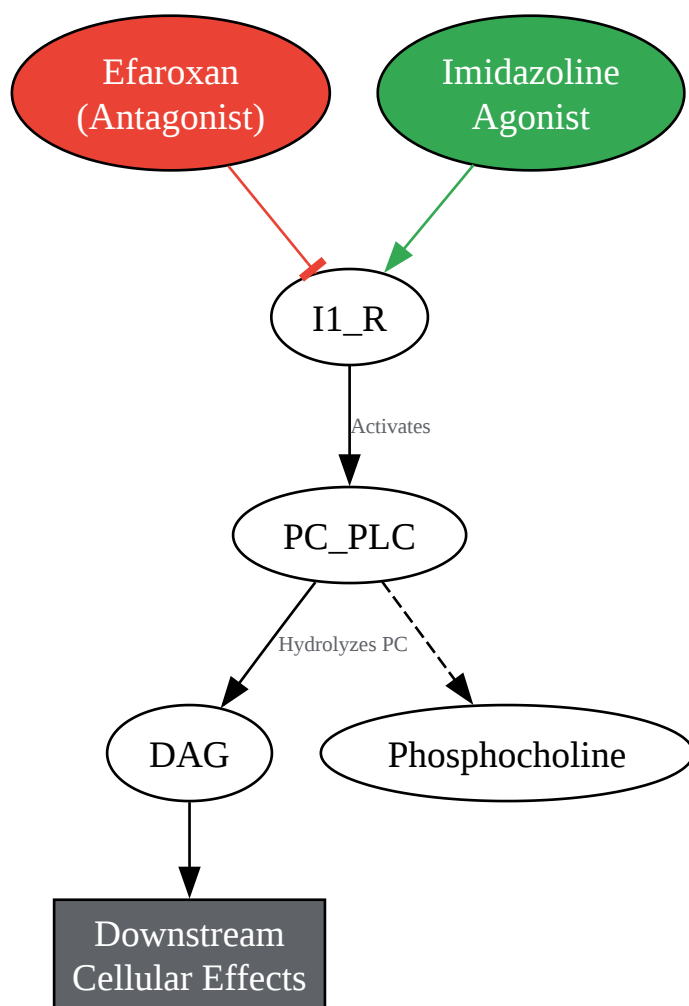 Efaroxan
(Antagonist)
Imidazoline
Agonist
I1_R
Activates
PC_PLC
Hydrolyzes PC
DAG
Phosphocholine
Downstream
Cellular Effects